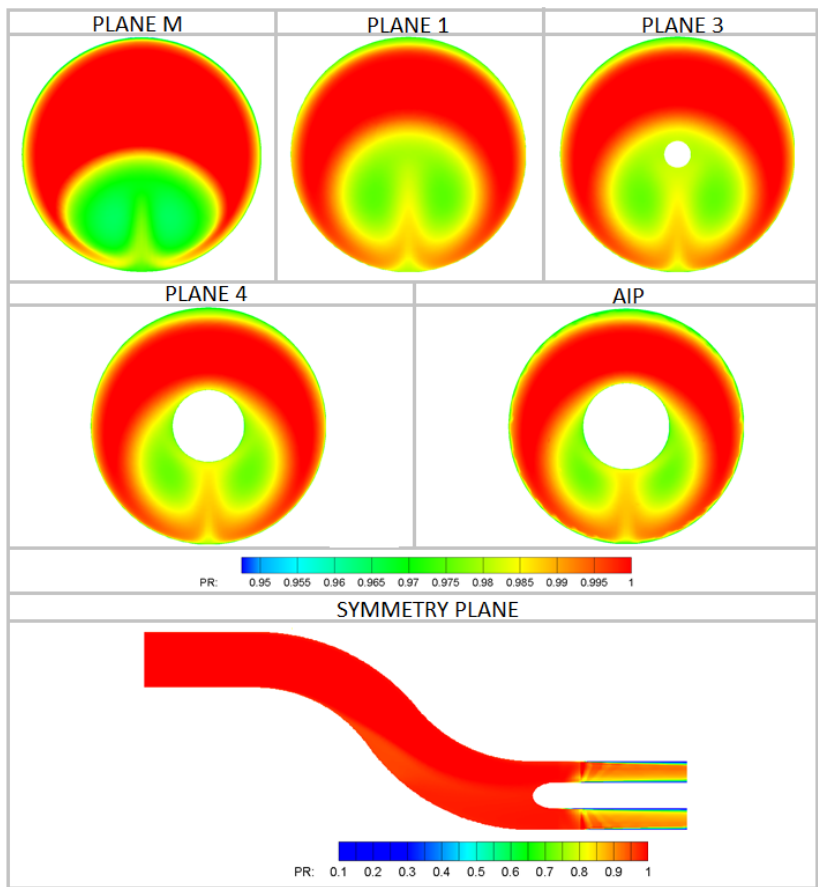 PLANE M PLANE 1 PLANE 3
PLANE 4 AIP
PR: 0.95 0.955 0.96 0.965 0.97 0.975 0.98 0.985 0.99 0.995 1
SYMMETRY PLANE
PR: 0.1 0.2 0.3 0.4 0.5 0.6 0.7 0.8 0.9 1